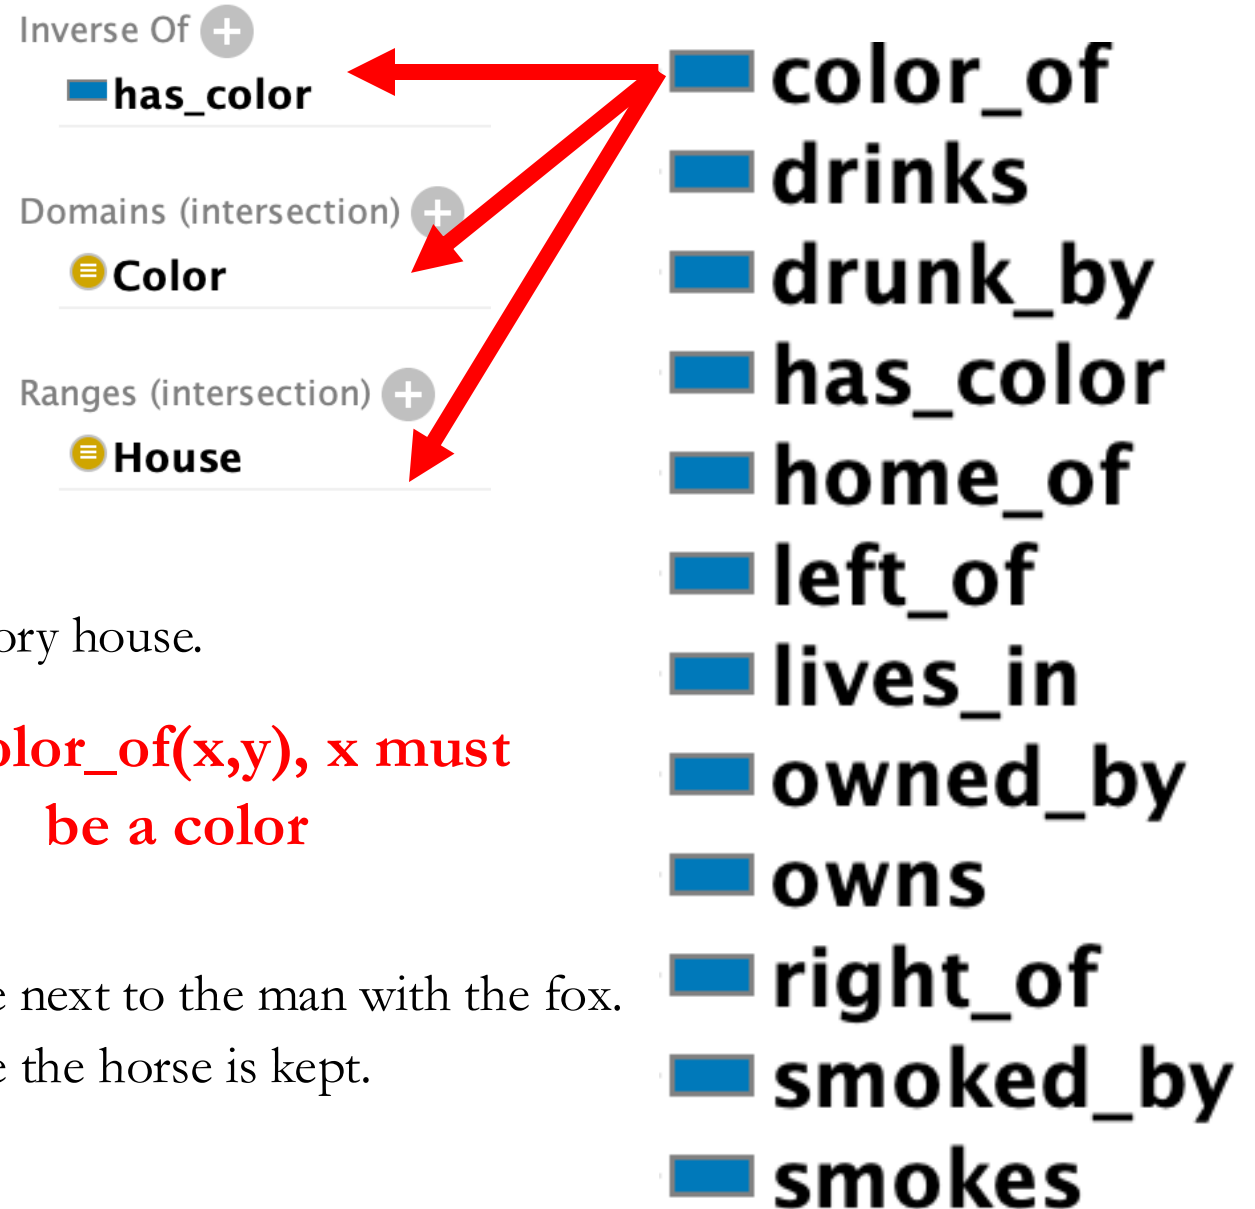 Inverse Of
has_color
Domains (intersection)
Color
Ranges (intersection)
House
ory house.
olor_of(x,y), x must
be a color
e next to the man with the fox.
e the horse is kept.
color_of
drinks
drunk_by
has_color
home_of
left_of
lives_in
owned_by
owns
right_of
smoked_by
smokes